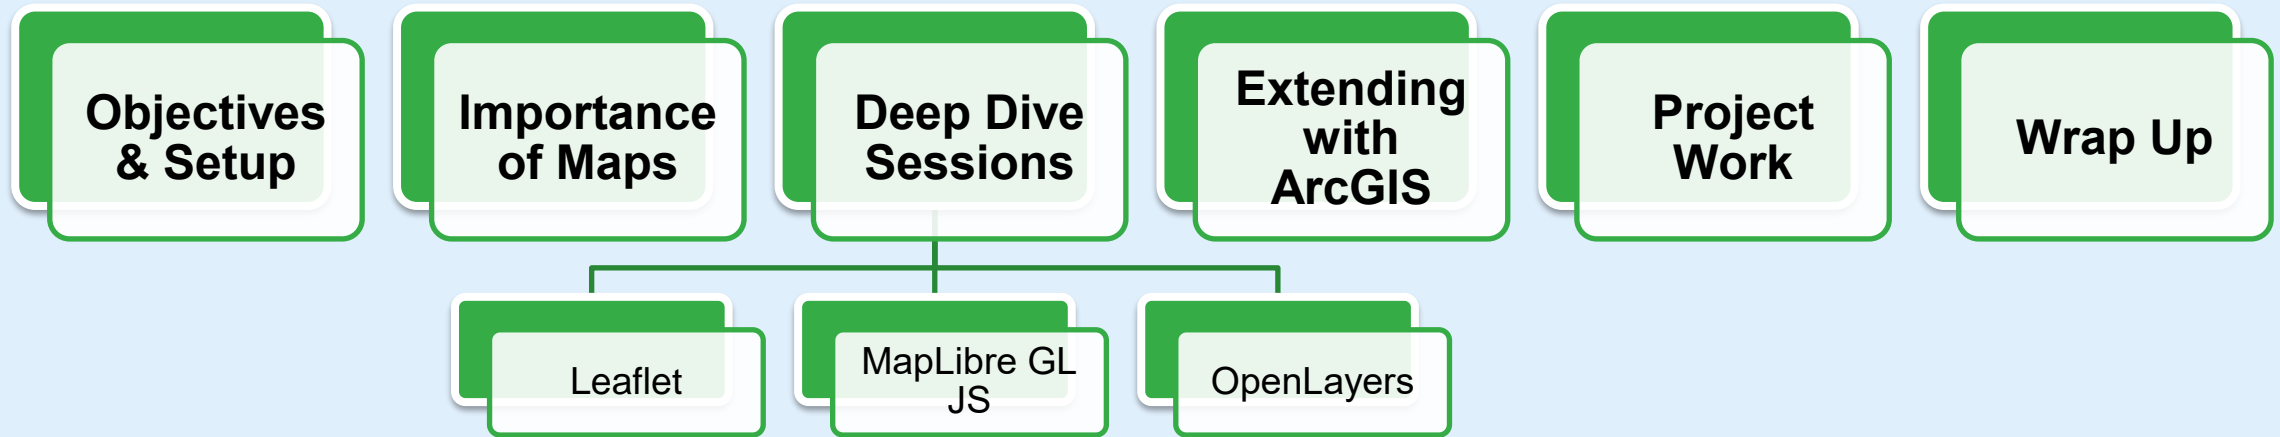 Objectives
& Setup
Importance
of Maps
Deep Dive
Sessions
Extending
with
ArcGIS
Project
Work
Wrap Up
Leaflet
MapLibre GL
JS
OpenLayers